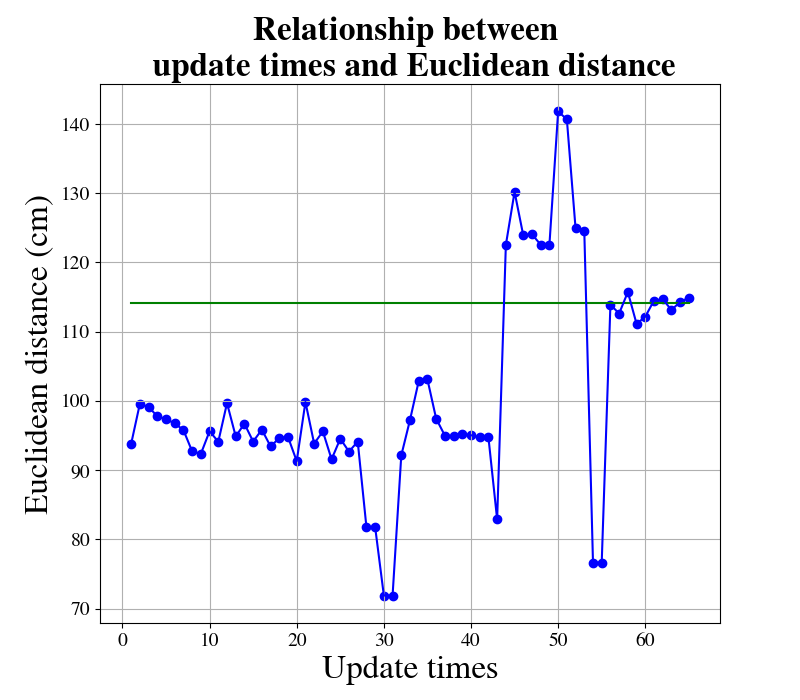 Relationship between
update times and Euclidean distance
Euclidean distance (cm)
140
130
120
110
100
90
80
70
0 10 20 30 40 50 60
Update times